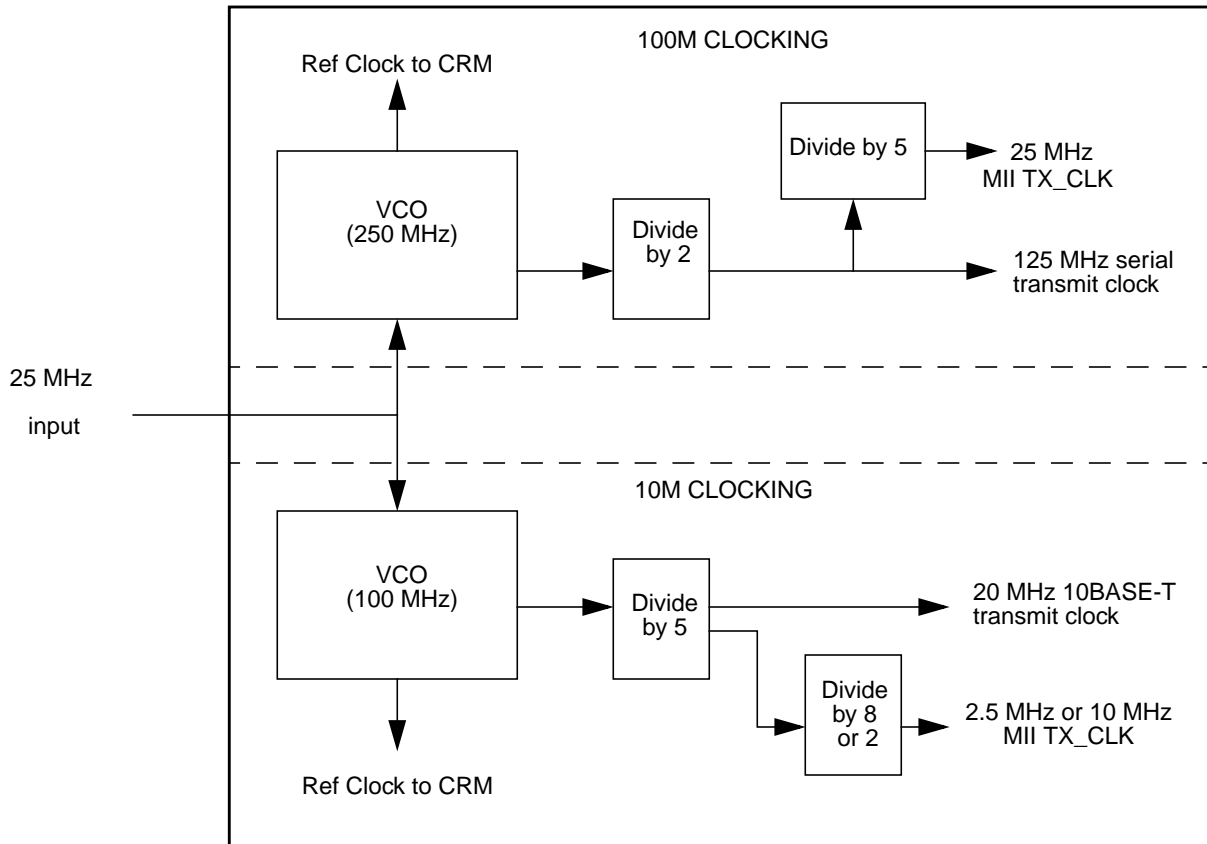 100M CLOCKING
Ref Clock to CRM
Divide by 5
25 MHz
MII TX_CLK
VCO
(250 MHz)
Divide
by 2
125 MHz serial
transmit clock
25 MHz
input
10M CLOCKING
VCO
(100 MHz)
Divide
by 5
20 MHz 10BASE-T
transmit clock
Divide
by 8
or 2
2.5 MHz or 10 MHz
MII TX_CLK
Ref Clock to CRM